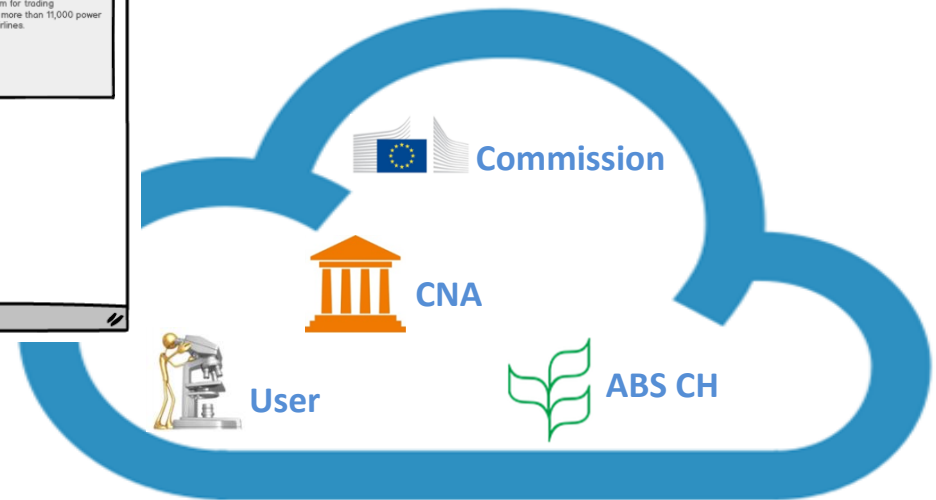 m for trading
more than 11,000 power
rlines.
Commission
CNA
User
ABS CH